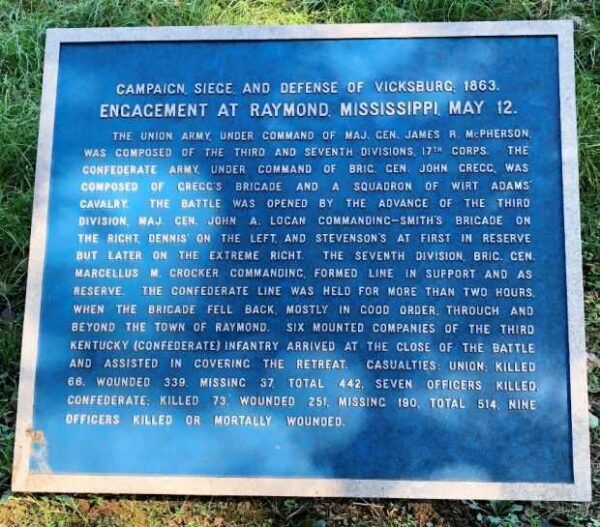 CAMPAIGN, SIEGE, AND DEFENSE OF VICKSBURG, 1863.
ENGAGEMENT AT RAYMOND, MISSISSIPPI, MAY 12.
THE UNION ARMY, UNDER COMMAND OF MAJ. GEN. JAMES R. McPHERSON,
WAS COMPOSED OF THE THIRD AND SEVENTH DIVISIONS, 17TH CORPS. THE
CONFEDERATE ARMY, UNDER COMMAND OF BRIG. GEN. JOHN GREGG, WAS
COMPOSED OF GREGG'S BRIGADE AND A SQUADRON OF WIRT ADAMS'
CAVALRY. THE BATTLE WAS OPENED BY THE ADVANCE OF THE THIRD
DIVISION, MAJ. GEN. JOHN A. LOGAN COMMANDING-SMITH'S BRIGADE ON
THE RIGHT, DENNIS' ON THE LEFT, AND STEVENSON'S AT FIRST IN RESERVE
BUT LATER ON THE EXTREME RIGHT. THE SEVENTH DIVISION, BRIG. GEN.
MARCELLUS M. CROCKER COMMANDING, FORMED LINE IN SUPPORT AND AS
RESERVE. THE CONFEDERATE LINE WAS HELD FOR MORE THAN TWO HOURS,
WHEN THE BRIGADE FELL BACK, MOSTLY IN GOOD ORDER, THROUGH AND
BEYOND THE TOWN OF RAYMOND. SIX MOUNTED COMPANIES OF THE THIRD
KENTUCKY (CONFEDERATE) INFANTRY ARRIVED AT THE CLOSE OF THE BATTLE
AND ASSISTED IN COVERING THE RETREAT. CASUALTIES: UNION; KILLED
66, WOUNDED 339, MISSING 37, TOTAL 442, SEVEN OFFICERS KILLED,
CONFEDERATE; KILLED 73, WOUNDED 251, MISSING 190, TOTAL 514, NINE
OFFICERS KILLED OR MORTALLY WOUNDED.